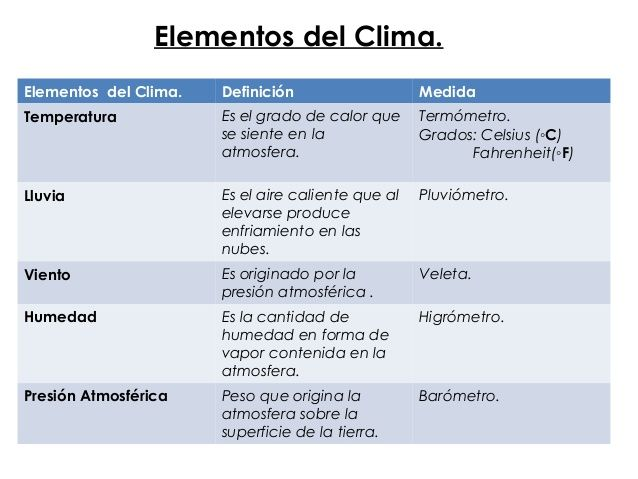 Elementos del Clima.
Elementos del Clima. Definición Medida
Temperatura Es el grado de calor que Termómetro.
se siente en la Grados: Celsius (◦C)
atmosfera. Fahrenheit(◦F)
Lluvia Es el aire caliente que al Pluviómetro.
elevarse produce
enfriamiento en las
nubes.
Viento Es originado por la Veleta.
presión atmosférica .
Humedad Es la cantidad de Higrómetro.
humedad en forma de
vapor contenida en la
atmosfera.
Presión Atmosférica Peso que origina la Barómetro.
atmosfera sobre la
superficie de la tierra.